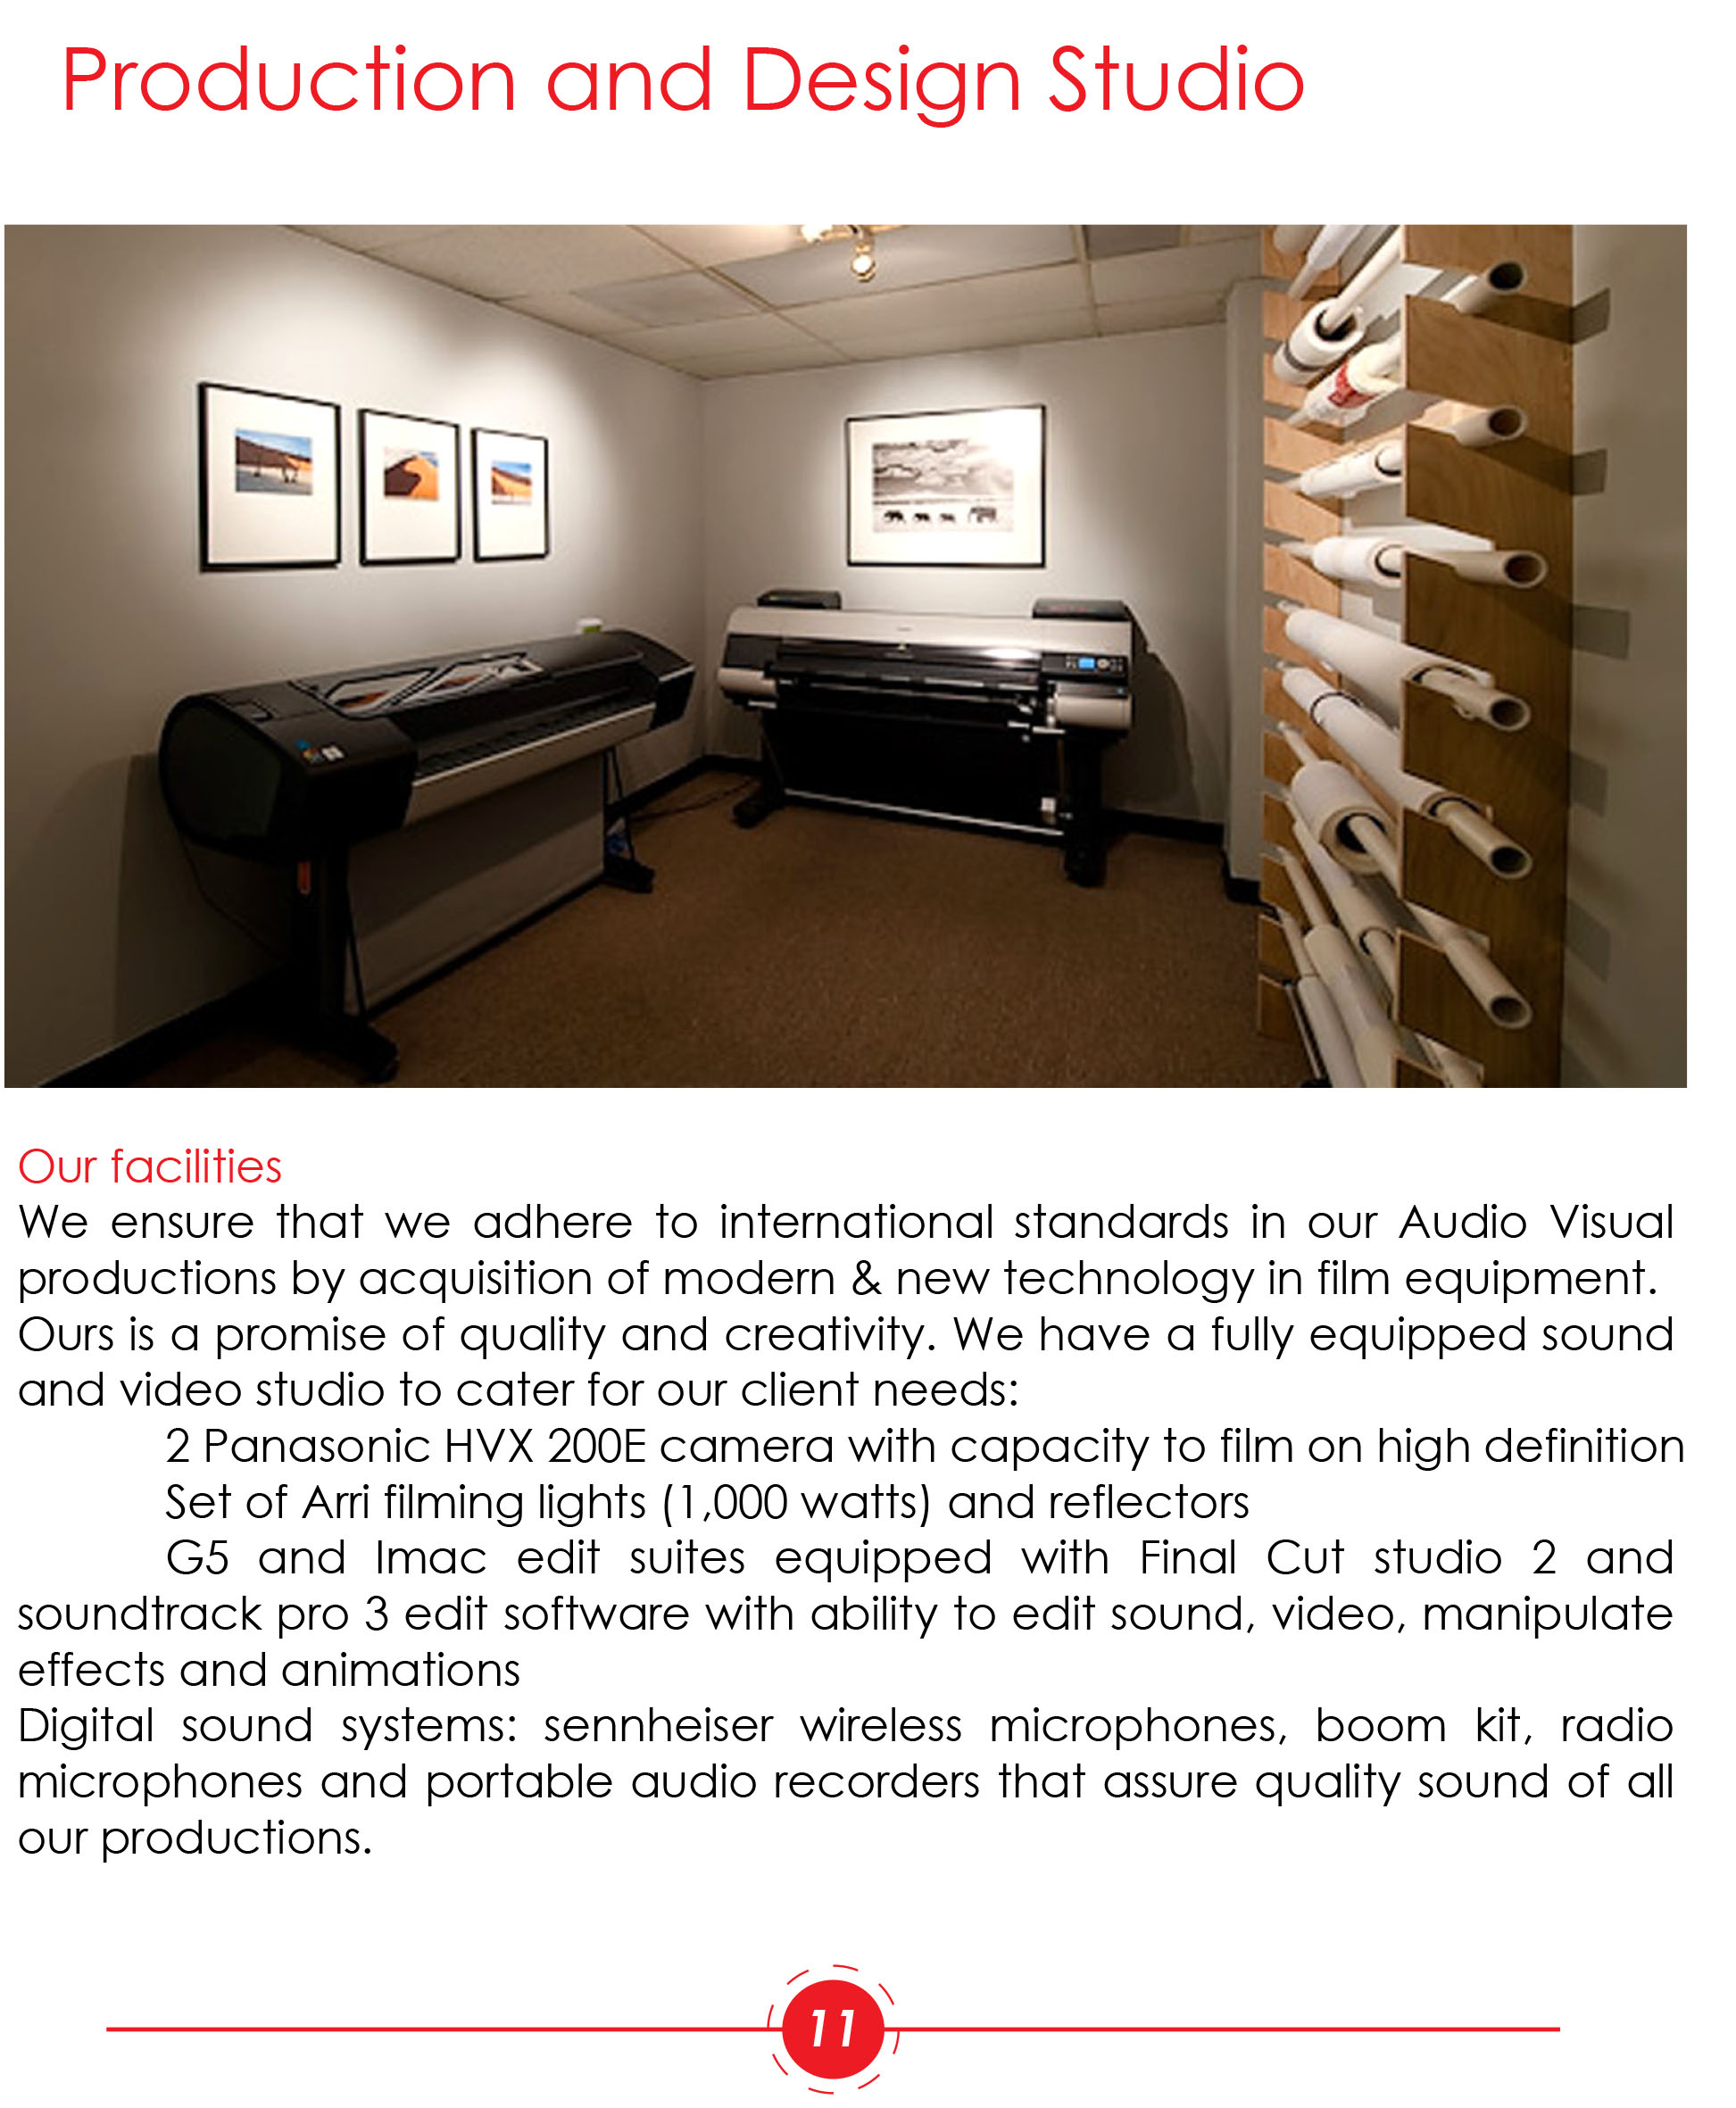 Production and Design Studio
Our facilities
We ensure that we adhere to international standards in our Audio Visual
productions by acquisition of modern & new technology in film equipment.
Ours is a promise of quality and creativity. We have a fully equipped sound
and video studio to cater for our client needs:
2 Panasonic HVX 200E camera with capacity to film on high definition
Set of Arri filming lights (1,000 watts) and reflectors
G5 and Imac edit suites equipped with Final Cut studio 2 and
soundtrack pro 3 edit software with ability to edit sound, video, manipulate
effects and animations
Digital sound systems: sennheiser wireless microphones, boom kit, radio
microphones and portable audio recorders that assure quality sound of all
our productions.
11